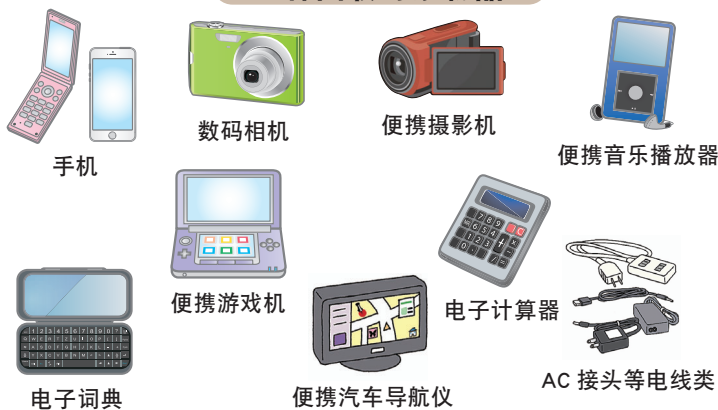 手机
数码相机
便携摄影机
便携音乐播放器
便携游戏机
电子计算器
电子词典
便携汽车导航仪
AC 接头等电线类